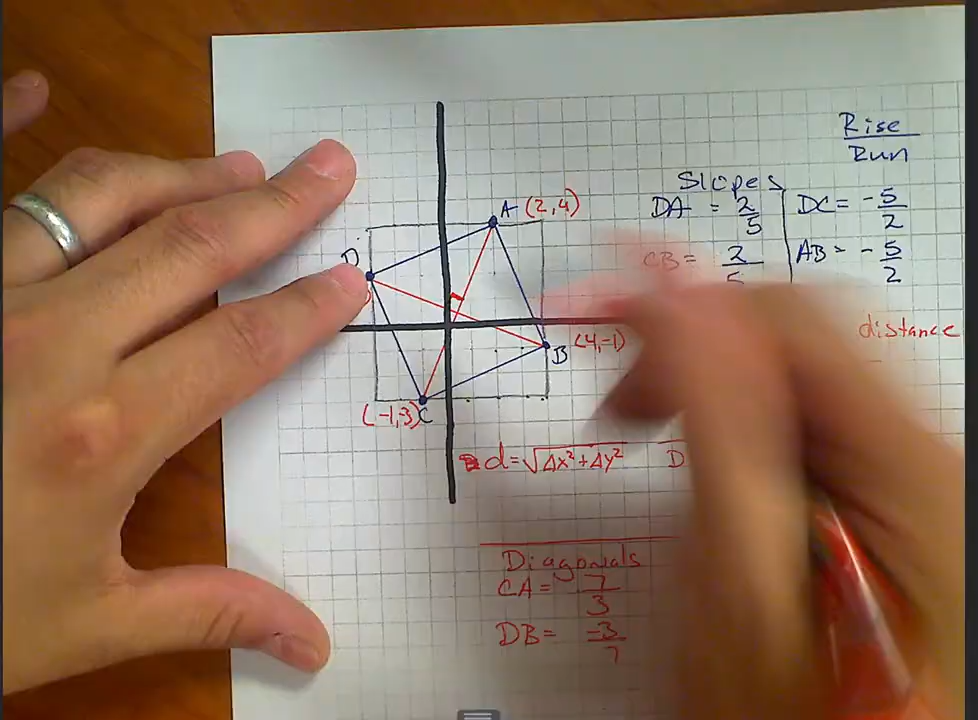 Rise
Run
Slopes
DA = 2/5
DC = -5/2
CB = 2/5
AB = -5/2
A (2,4)
D
B (4,-1)
(-1,-3) C
distance
d = √Δx²+Δy² D
Diagonials
CA = 7/3
DB = -3/7